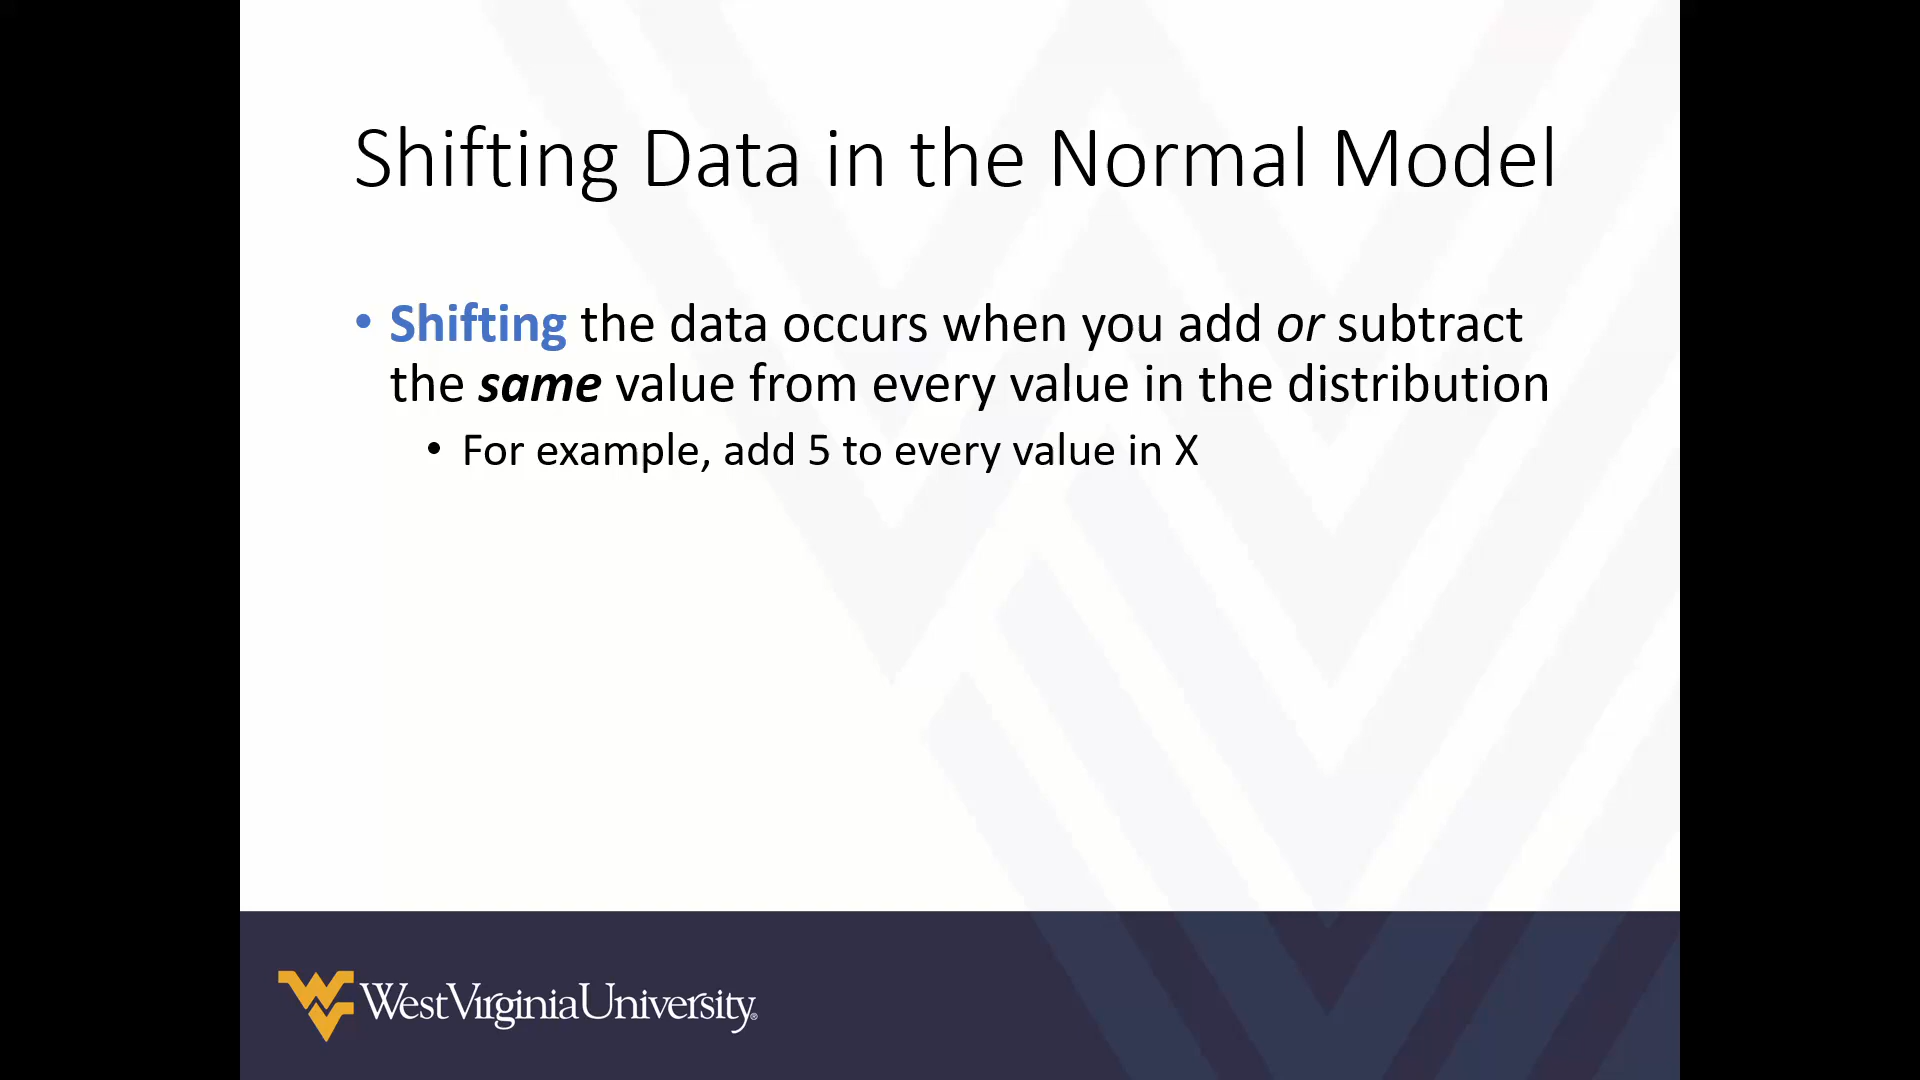 Shifting Data in the Normal Model
• Shifting the data occurs when you add or subtract
the same value from every value in the distribution
• For example, add 5 to every value in X
WestVirginiaUniversity®